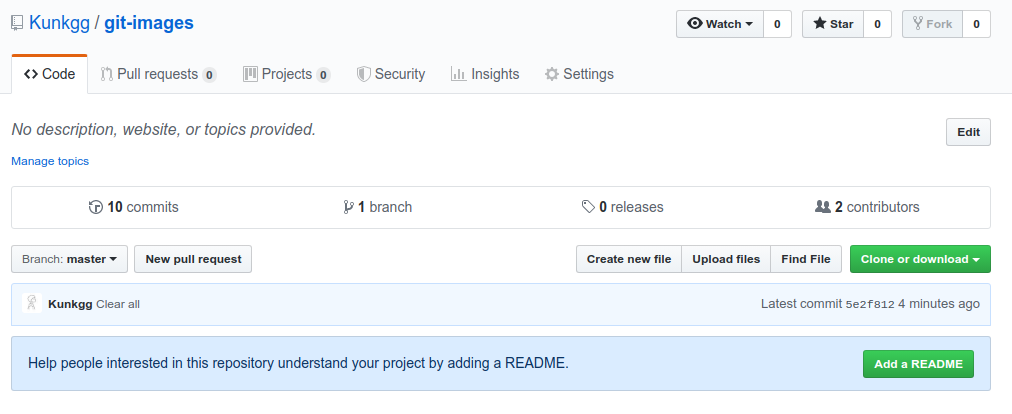 Kunkgg / git-images Watch 0 Star 0 Fork 0
Code Pull requests 0 Projects 0 Security Insights Settings
No description, website, or topics provided. Edit
Manage topics
10 commits 1 branch 0 releases 2 contributors
Branch: master New pull request Create new file Upload files Find File Clone or download
Kunkgg Clear all Latest commit 5e2f812 4 minutes ago
Help people interested in this repository understand your project by adding a README. Add a README